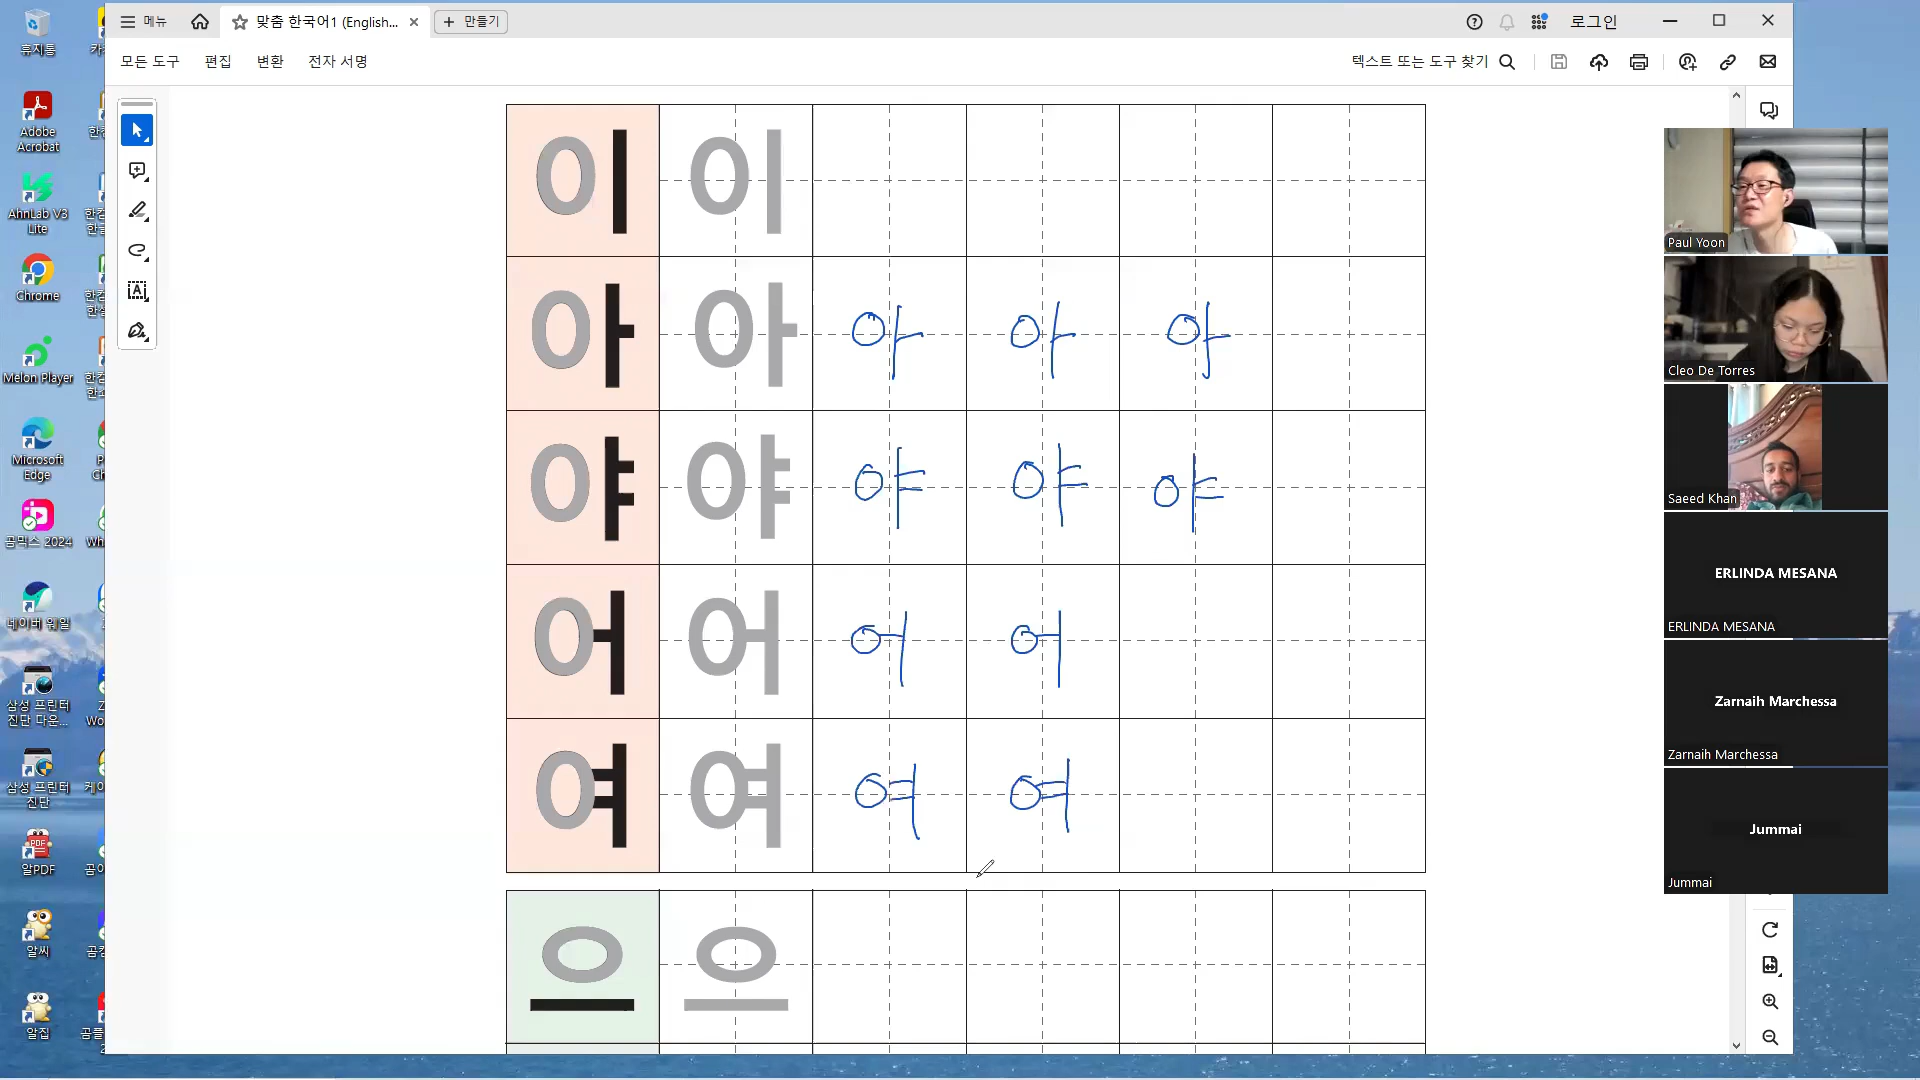 메뉴
맞춤 한국어1 (English...
만들기
로그인
모든 도구
편집
변환
전자 서명
텍스트 또는 도구 찾기
휴지통
Adobe
Acrobat
AhnLab V3
Lite
Chrome
Melon Player
Microsoft
Edge
곰믹스 2024
네이버 웨일
삼성 프린터
진단 다운...
삼성 프린터
진단
알PDF
알씨
알집
이 이
아 아 아 아 아
야 야 야 야 야
어 어 어 어
여 여 여 여
으 으
Paul Yoon
Cleo De Torres
Saeed Khan
ERLINDA MESANA
ERLINDA MESANA
Zarnaih Marchessa
Zarnaih Marchessa
Jummai
Jummai